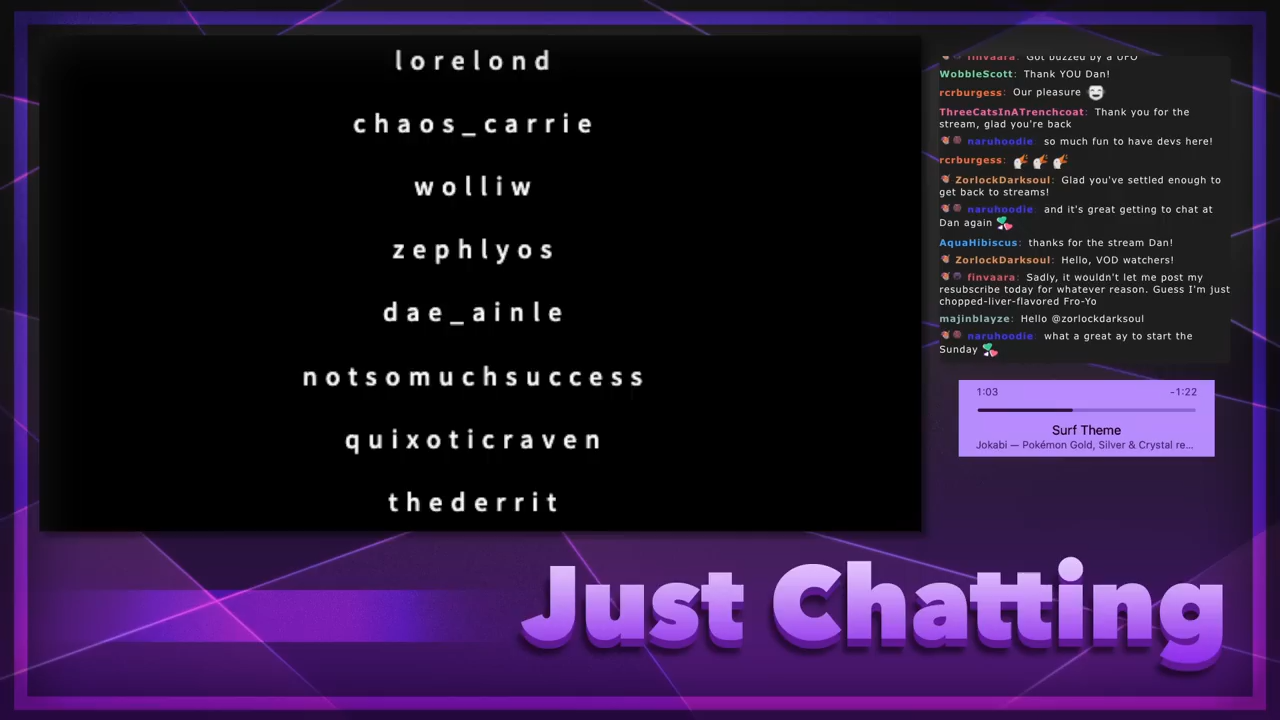 lorelond
chaos_carrie
wolliw
zephlyos
dae_ainle
notsomuchsuccess
quixoticraven
thederrit
finvaara: Got buzzed by a UFO
WobbleScott: Thank YOU Dan!
rcrburgess: Our pleasure
ThreeCatsInATrenchcoat: Thank you for the
stream, glad you're back
naruhoodie: so much fun to have devs here!
rcrburgess:
ZorlockDarksoul: Glad you've settled enough to
get back to streams!
naruhoodie: and it's great getting to chat at
Dan again
AquaHibiscus: thanks for the stream Dan!
ZorlockDarksoul: Hello, VOD watchers!
finvaara: Sadly, it wouldn't let me post my
resubscribe today for whatever reason. Guess I'm just
chopped-liver-flavored Fro-Yo
majinblayze: Hello @zorlockdarksoul
naruhoodie: what a great ay to start the
Sunday
1:03 -1:22
Surf Theme
Jokabi — Pokémon Gold, Silver & Crystal re...
Just Chatting